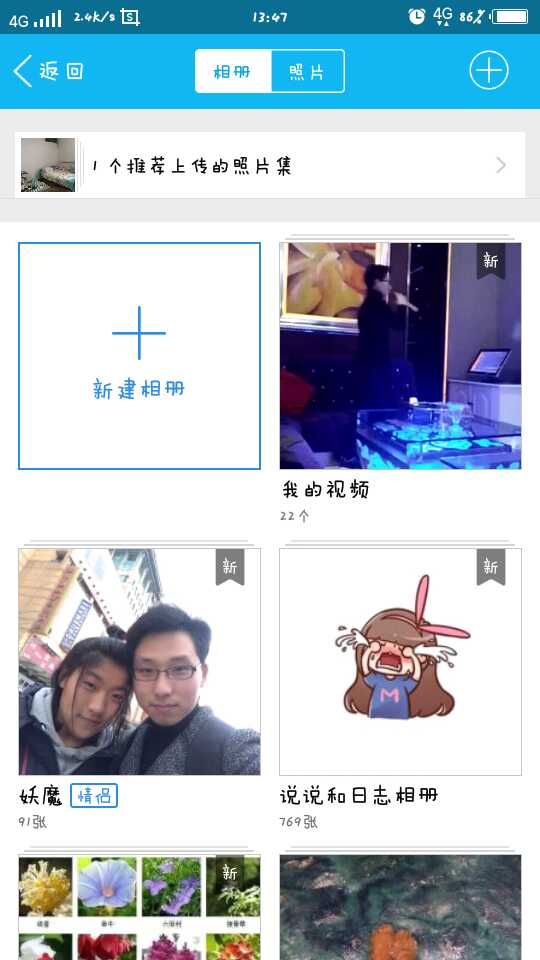 4G 2.4k/s 13:47 4G 86%
返回 相册 照片
1个推荐上传的照片集
新建相册
新
我的视频
22个
新
新
妖魔 情侣
91张
M
说说和日志相册
769张
新